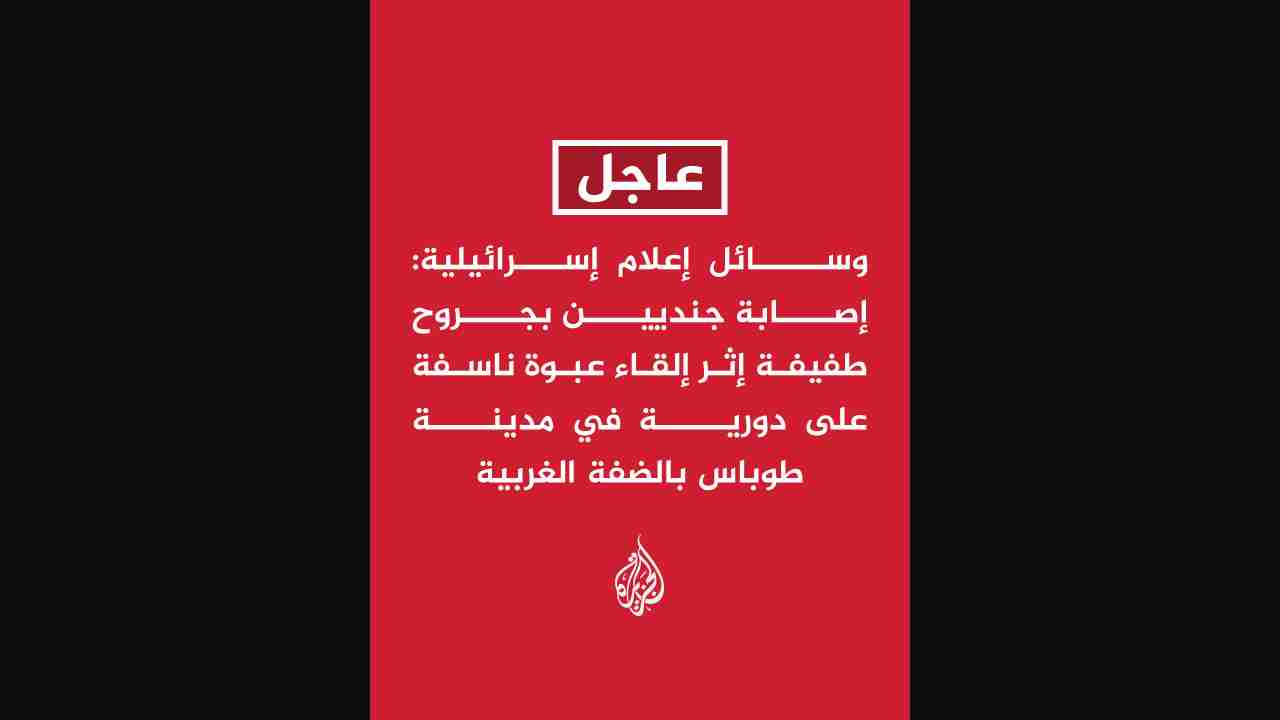 عاجل
وسائل إعلام إسرائيلية:
إصابة جنديين بجروح
طفيفة إثر إلقاء عبوة ناسفة
على دورية في مدينة
طوباس بالضفة الغربية
الجزيرة